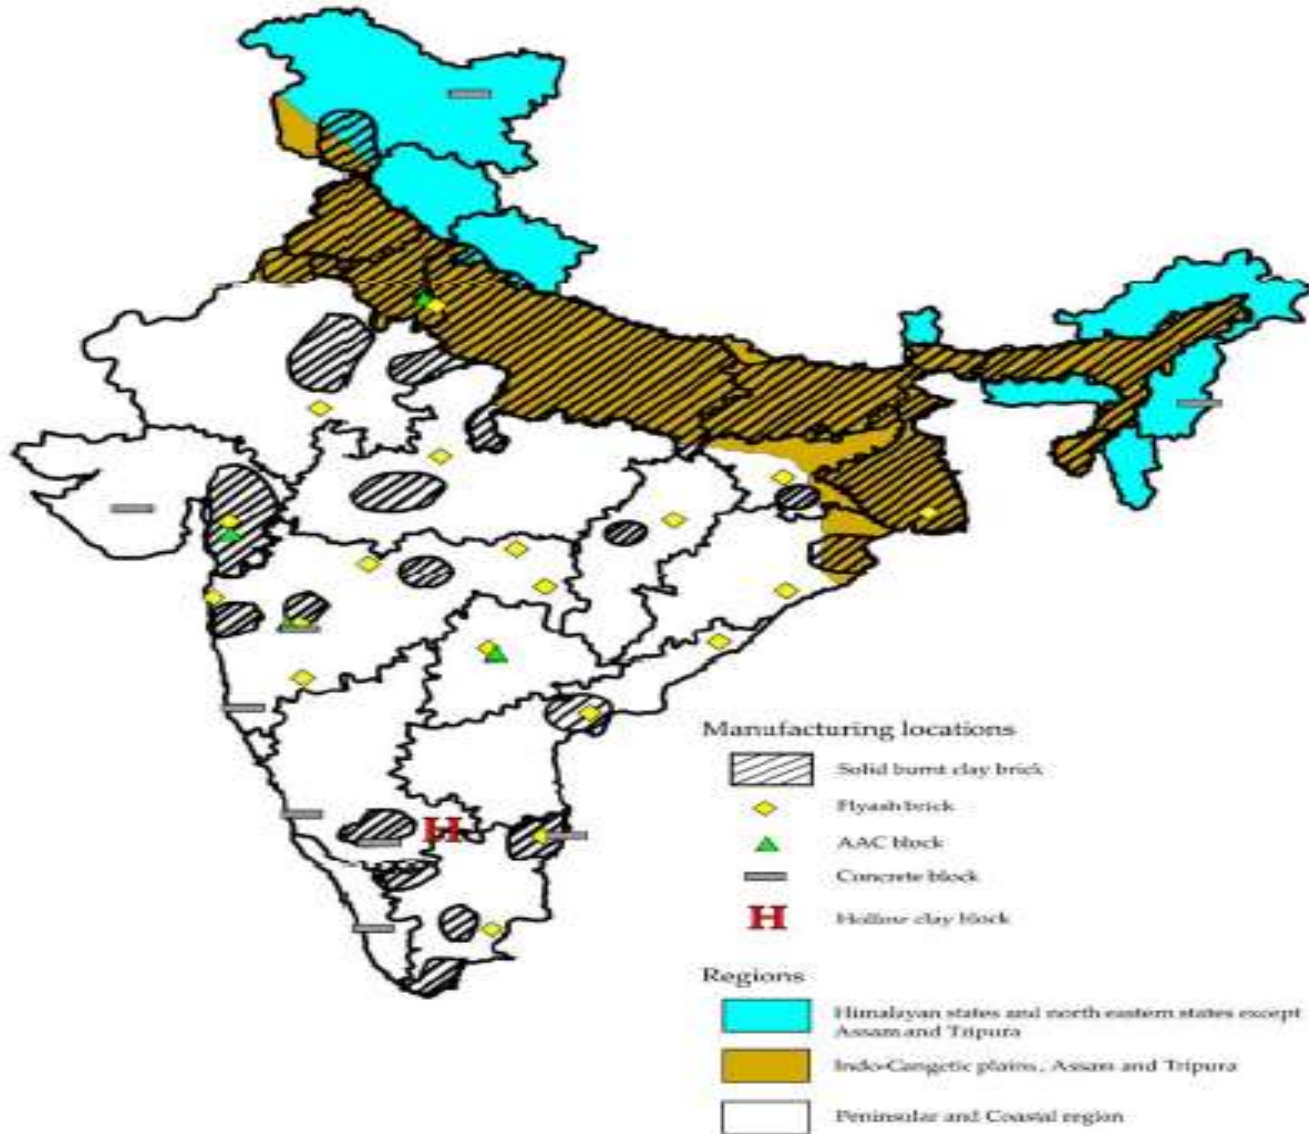 H
Manufacturing locations
Solid burnt clay brick
Flyash brick
AAC block
Concrete block
H Hollow clay block
Regions
Himalayan states and north eastern states except
Assam and Tripura
Indo-Gangetic plains, Assam and Tripura
Peninsular and Coastal region